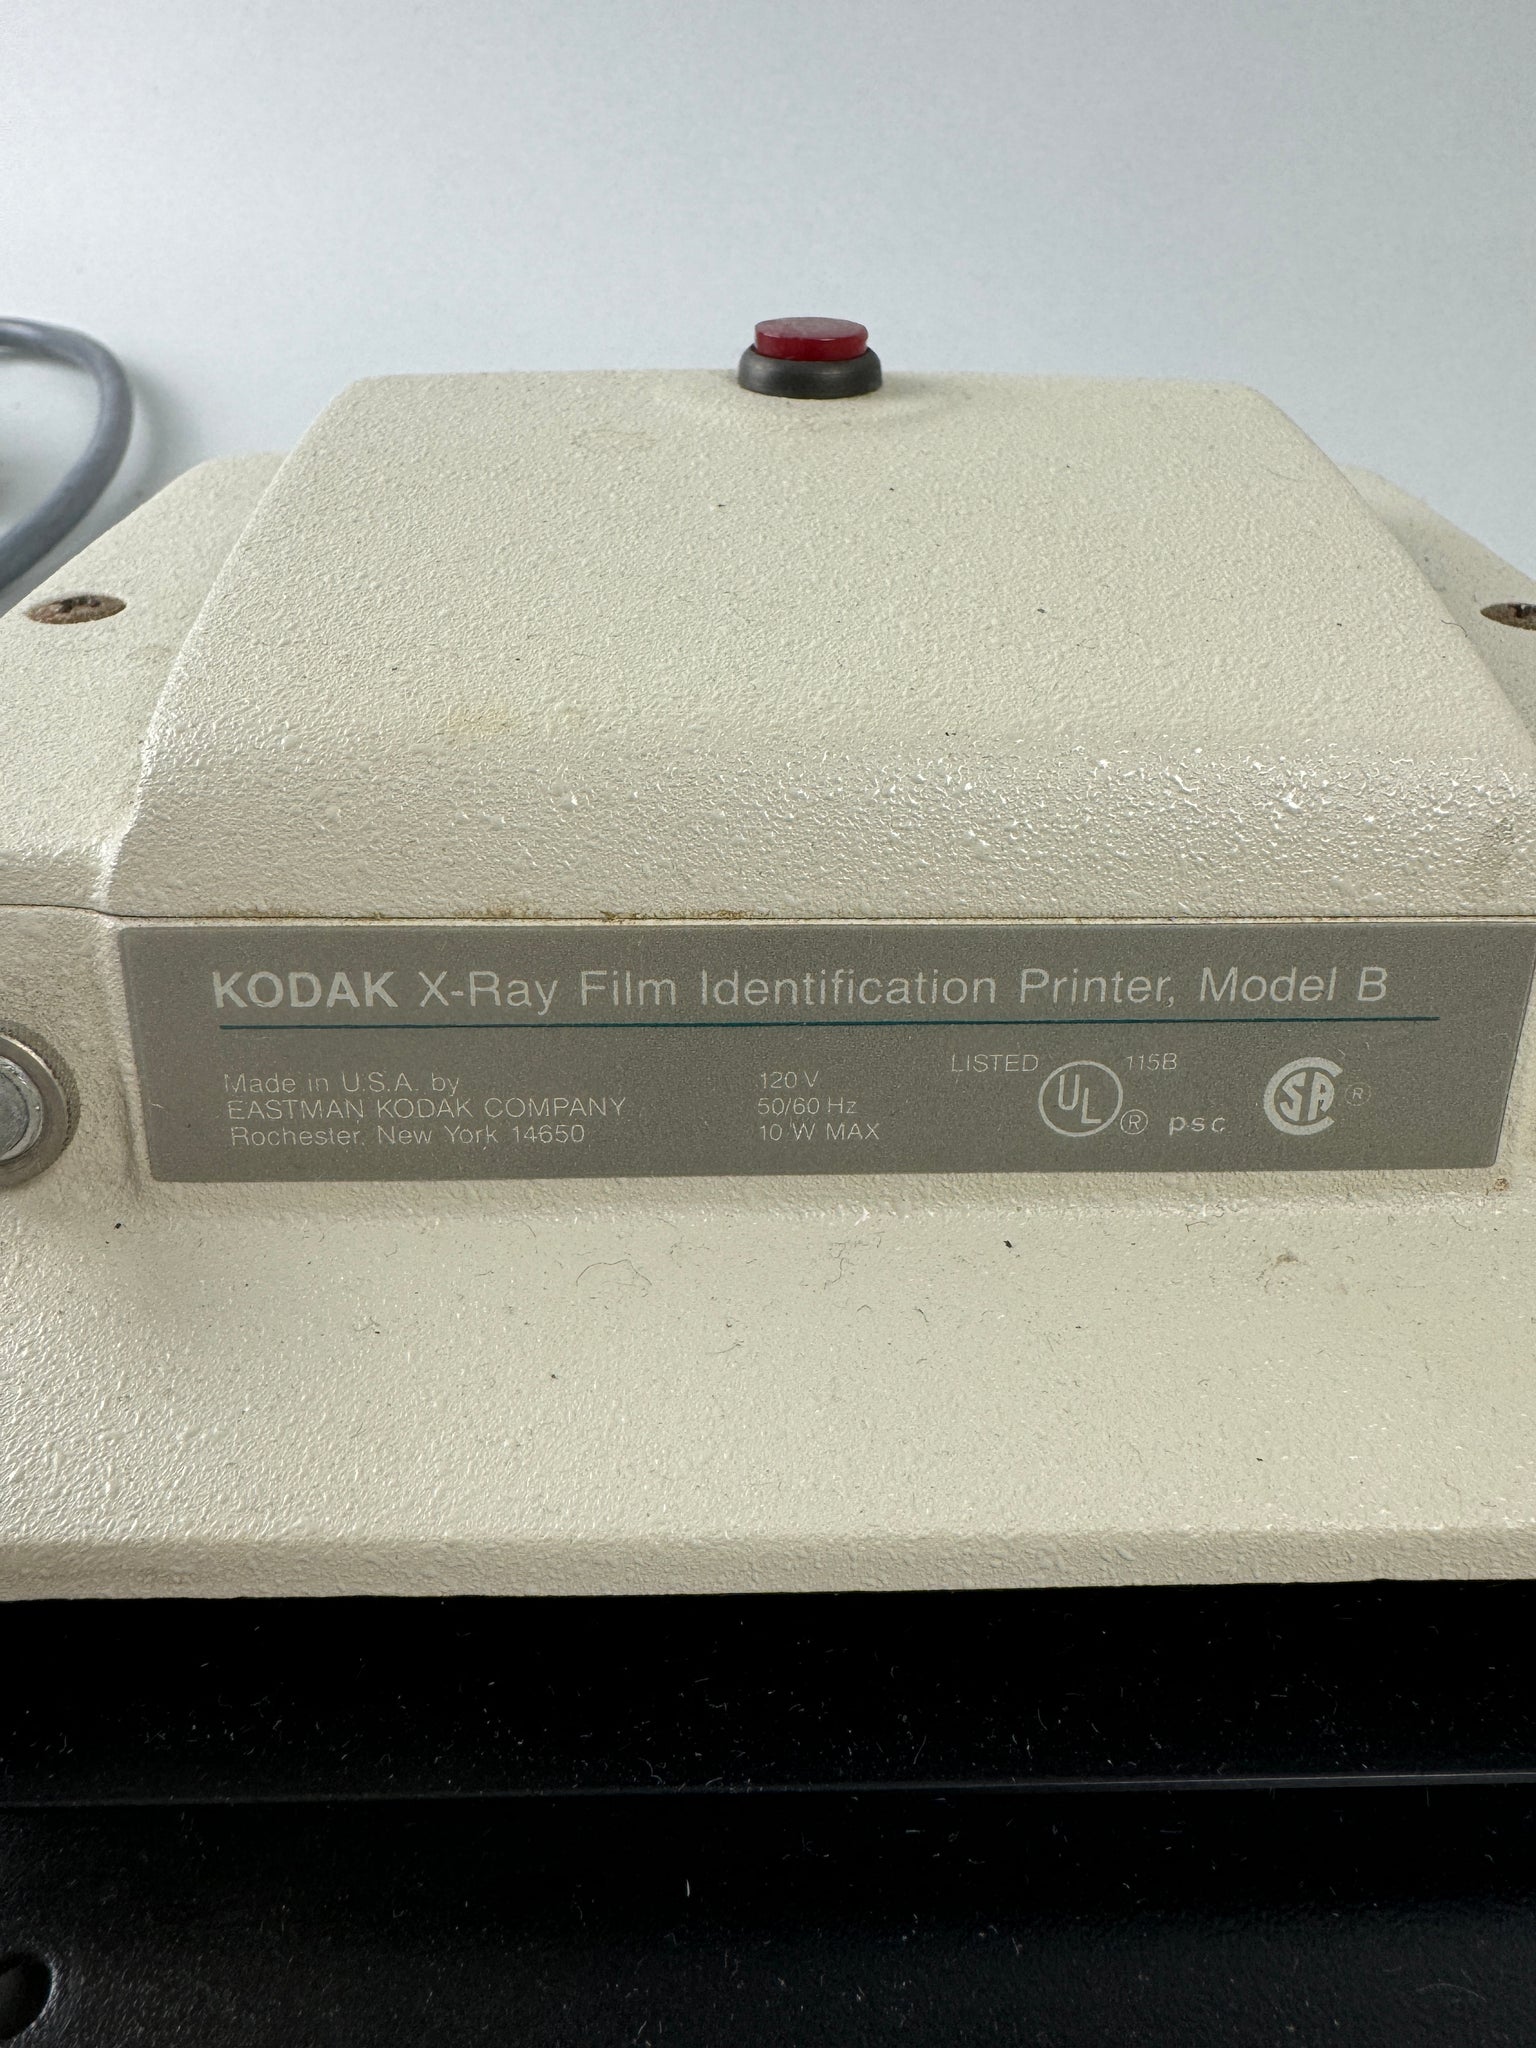 KODAK X-Ray Film Identification Printer, Model B
Made in U.S.A. by
EASTMAN KODAK COMPANY
Rochester, New York 14650
120 V
50/60 Hz
10 W MAX
LISTED UL® 115B
psc
CSA®